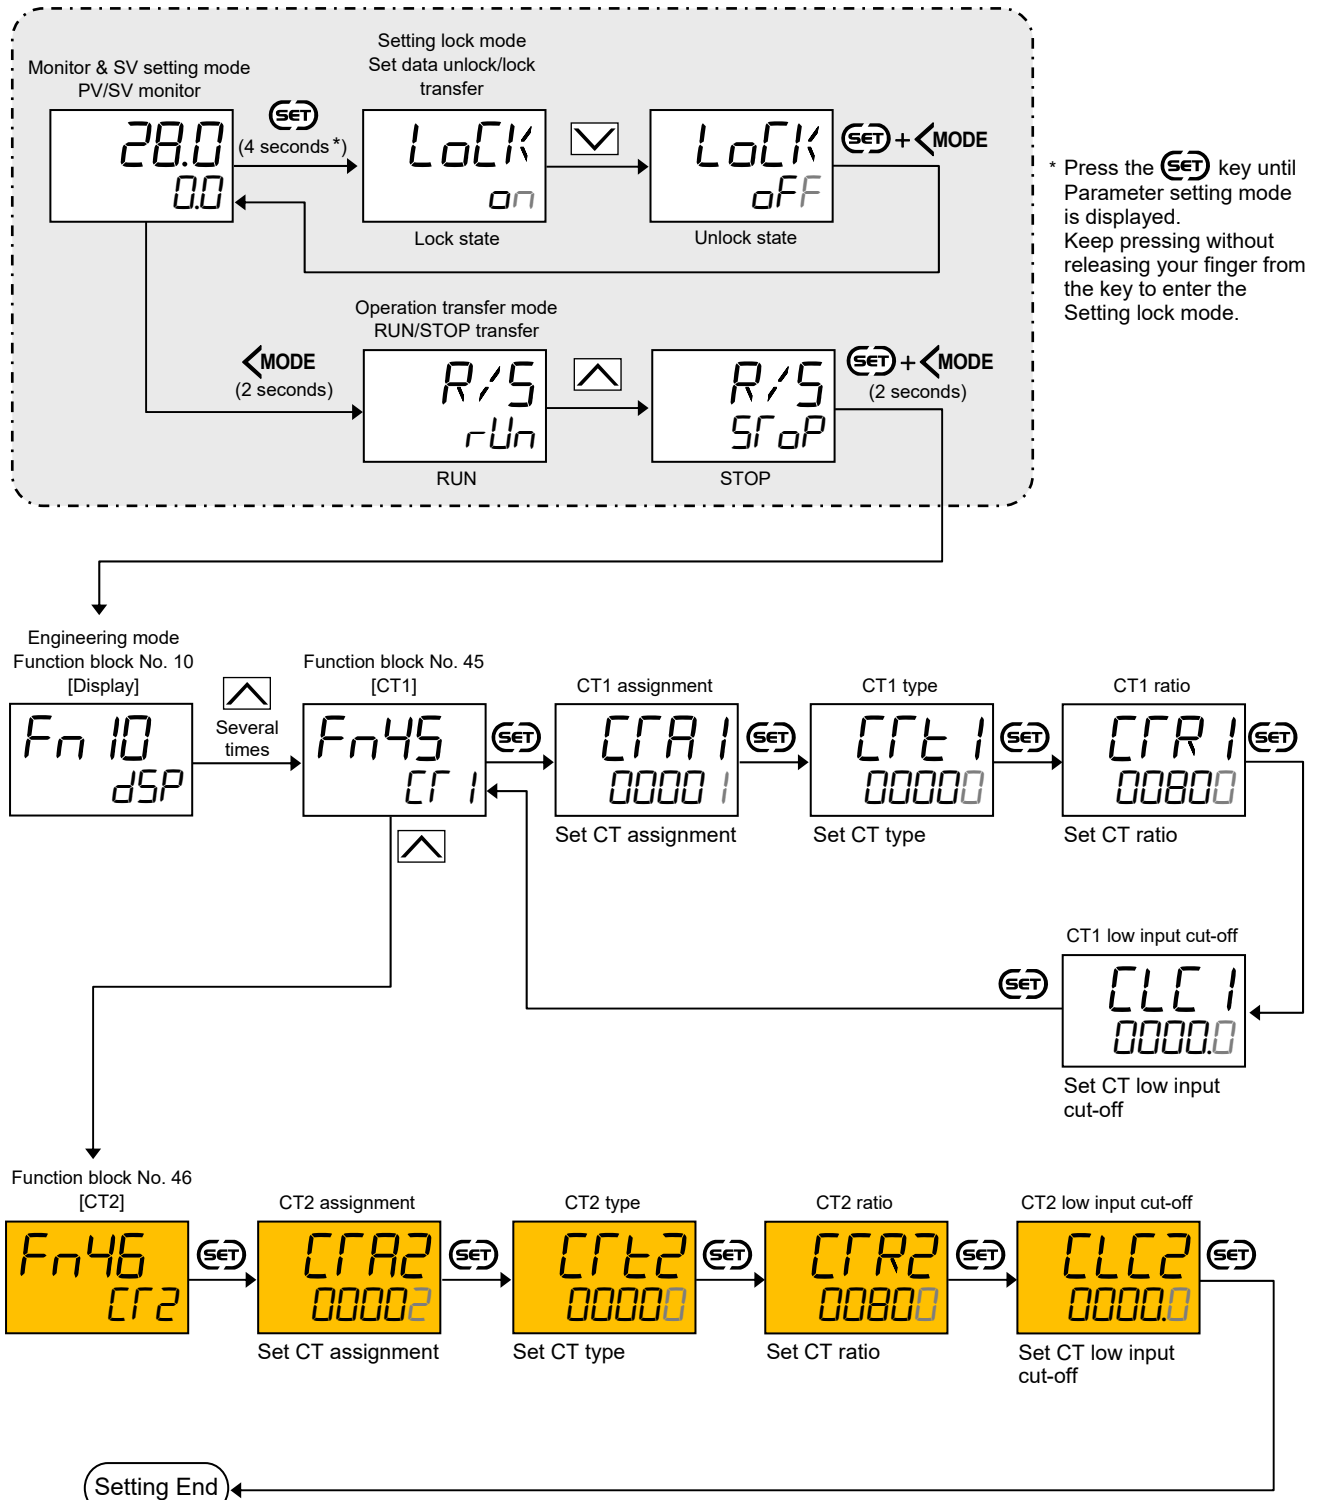 Monitor & SV setting mode
PV/SV monitor
28.0
0.0
SET
(4 seconds*)
Setting lock mode
Set data unlock/lock
transfer
LoCK
on
Lock state
LoCK
oFF
Unlock state
SET + MODE
* Press the SET key until
Parameter setting mode
is displayed.
Keep pressing without
releasing your finger from
the key to enter the
Setting lock mode.
MODE
(2 seconds)
Operation transfer mode
RUN/STOP transfer
R/S
rUn
RUN
R/S
SToP
STOP
SET + MODE
(2 seconds)
Engineering mode
Function block No. 10
[Display]
Fn 10
dSP
Several
times
Function block No. 45
[CT1]
Fn45
CT 1
SET
CT1 assignment
CTA1
00001
Set CT assignment
SET
CT1 type
CTt1
00000
Set CT type
SET
CT1 ratio
CTR1
00800
Set CT ratio
SET
CT1 low input cut-off
CLC1
0000.0
Set CT low input
cut-off
SET
Function block No. 46
[CT2]
Fn46
CT2
SET
CT2 assignment
CTA2
00002
Set CT assignment
SET
CT2 type
CTt2
00000
Set CT type
SET
CT2 ratio
CTR2
00800
Set CT ratio
SET
CT2 low input cut-off
CLC2
0000.0
Set CT low input
cut-off
SET
Setting End